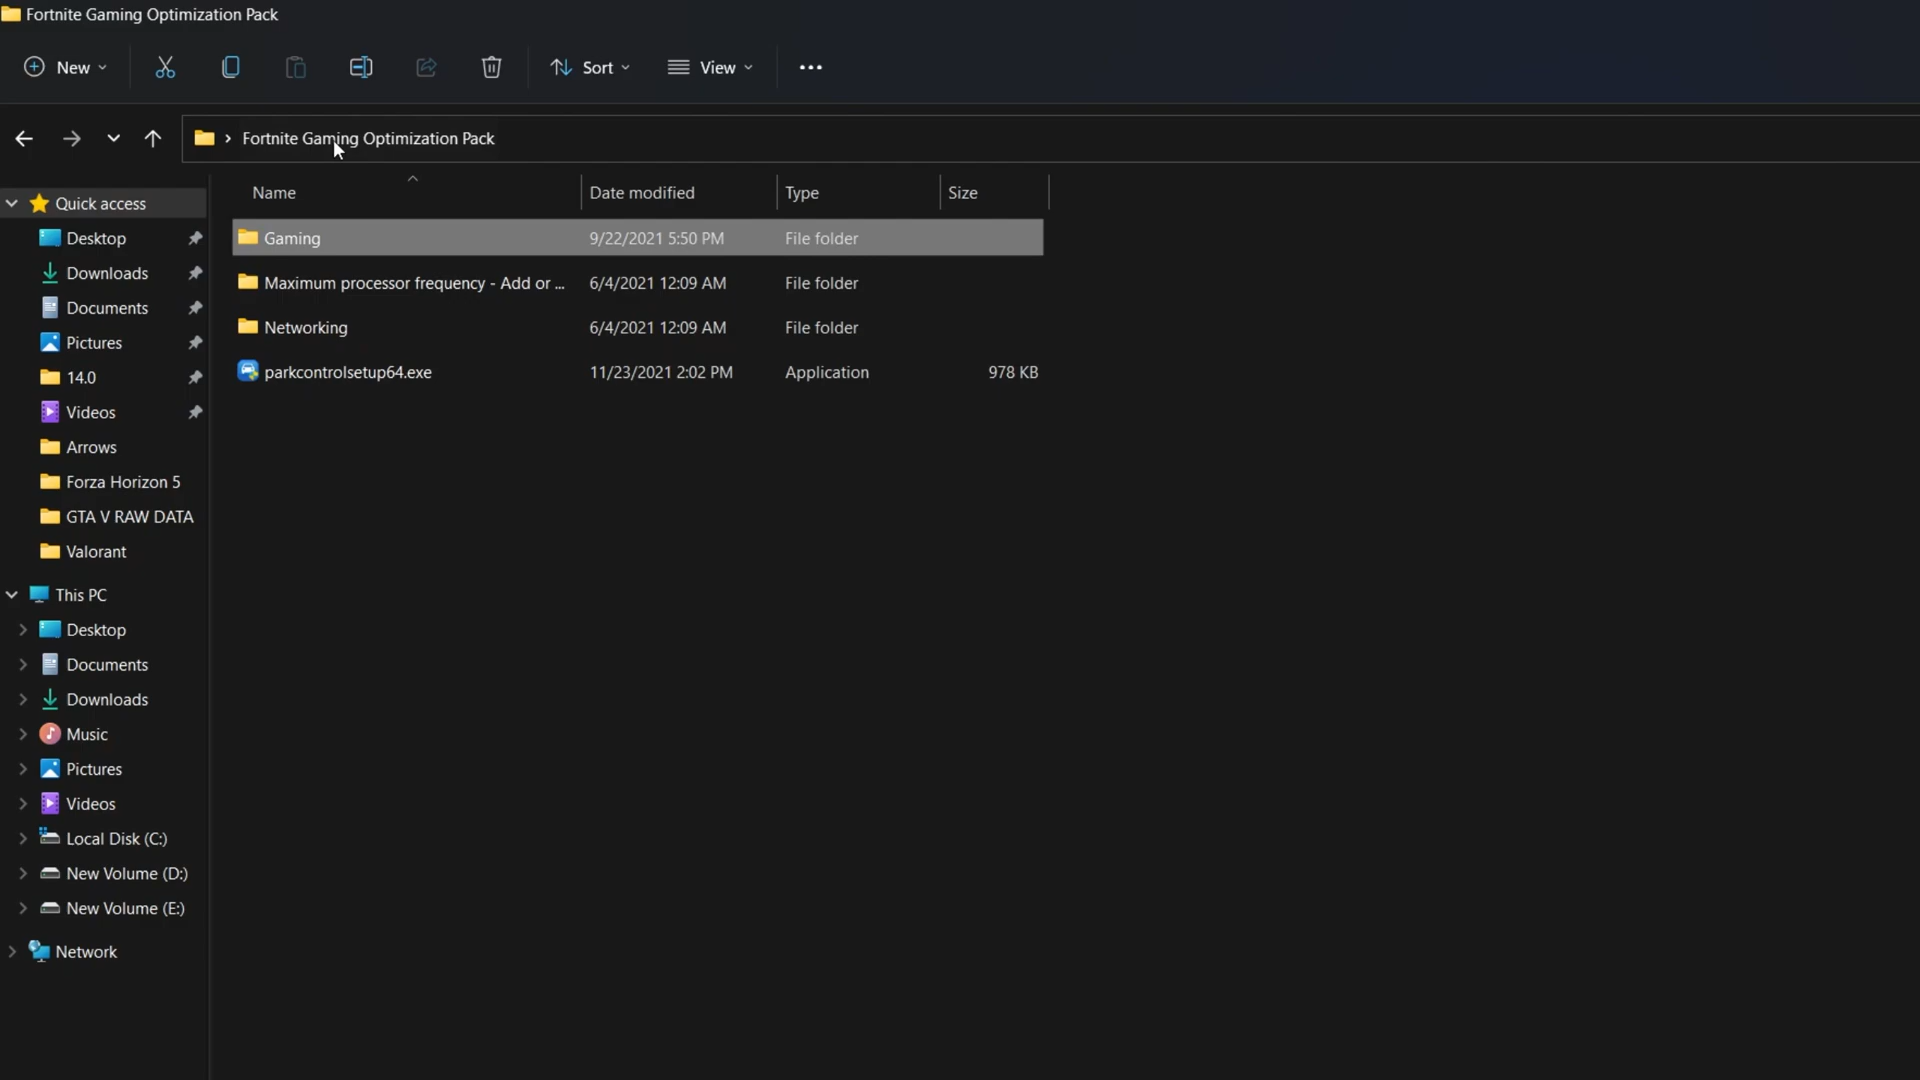 Fortnite Gaming Optimization Pack
New Sort View
Fortnite Gaming Optimization Pack
Name Date modified Type Size
Quick access
Desktop
Downloads
Documents
Pictures
14.0
Videos
Arrows
Forza Horizon 5
GTA V RAW DATA
Valorant
This PC
Desktop
Documents
Downloads
Music
Pictures
Videos
Local Disk (C:)
New Volume (D:)
New Volume (E:)
Network
Gaming 9/22/2021 5:50 PM File folder
Maximum processor frequency - Add or ... 6/4/2021 12:09 AM File folder
Networking 6/4/2021 12:09 AM File folder
parkcontrolsetup64.exe 11/23/2021 2:02 PM Application 978 KB